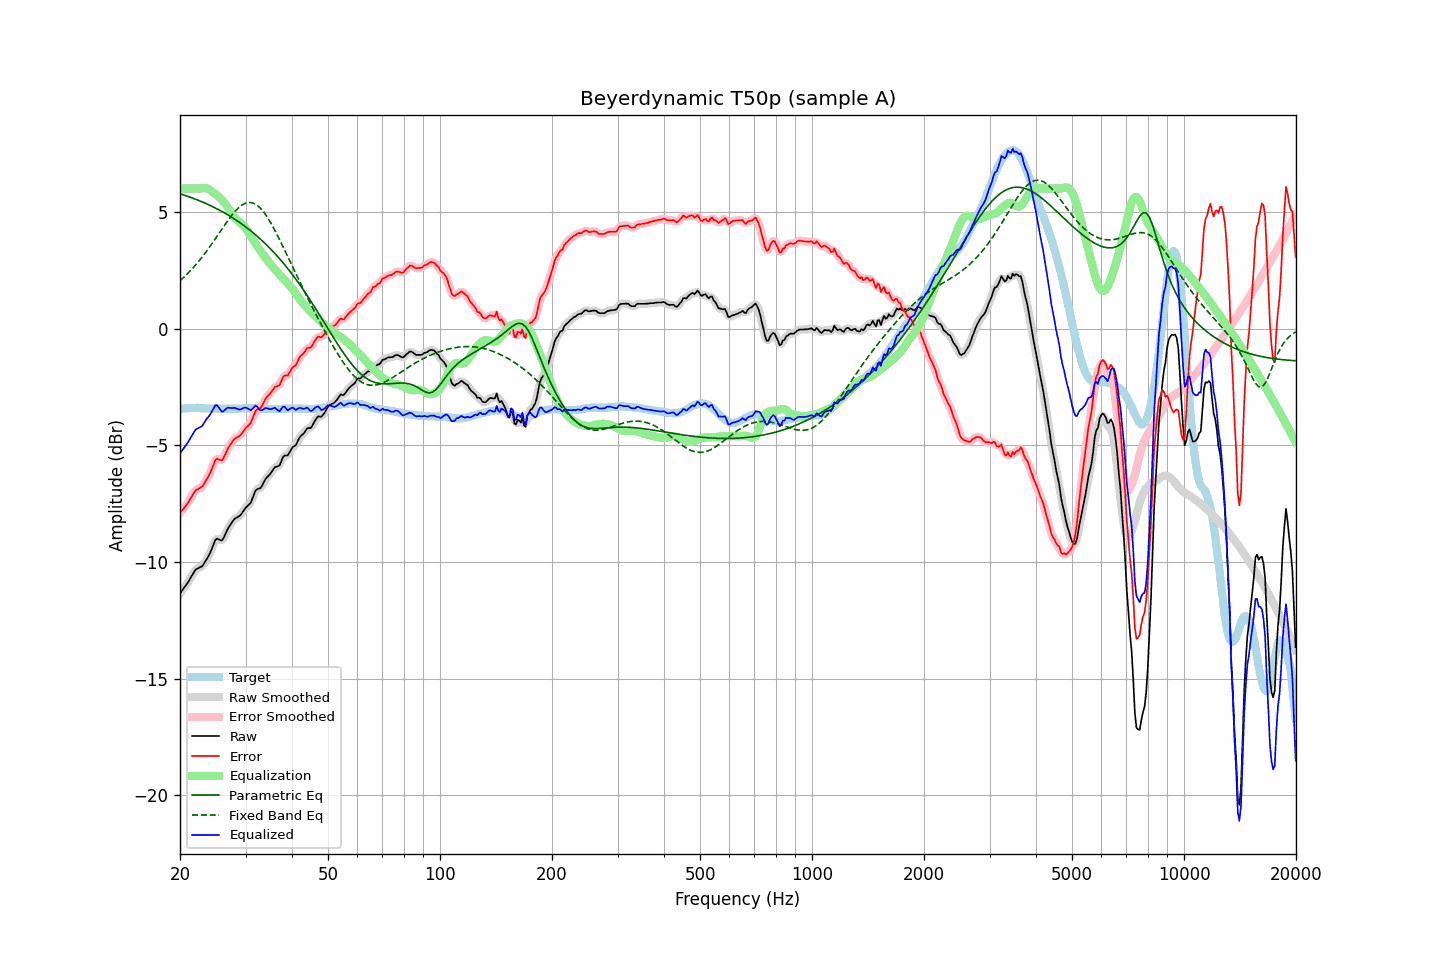 Beyerdynamic T50p (sample A)
Amplitude (dBr)
5
0
−5
−10
−15
−20
Target
Raw Smoothed
Error Smoothed
Raw
Error
Equalization
Parametric Eq
Fixed Band Eq
Equalized
20 50 100 200 500 1000 2000 5000 10000 20000
Frequency (Hz)